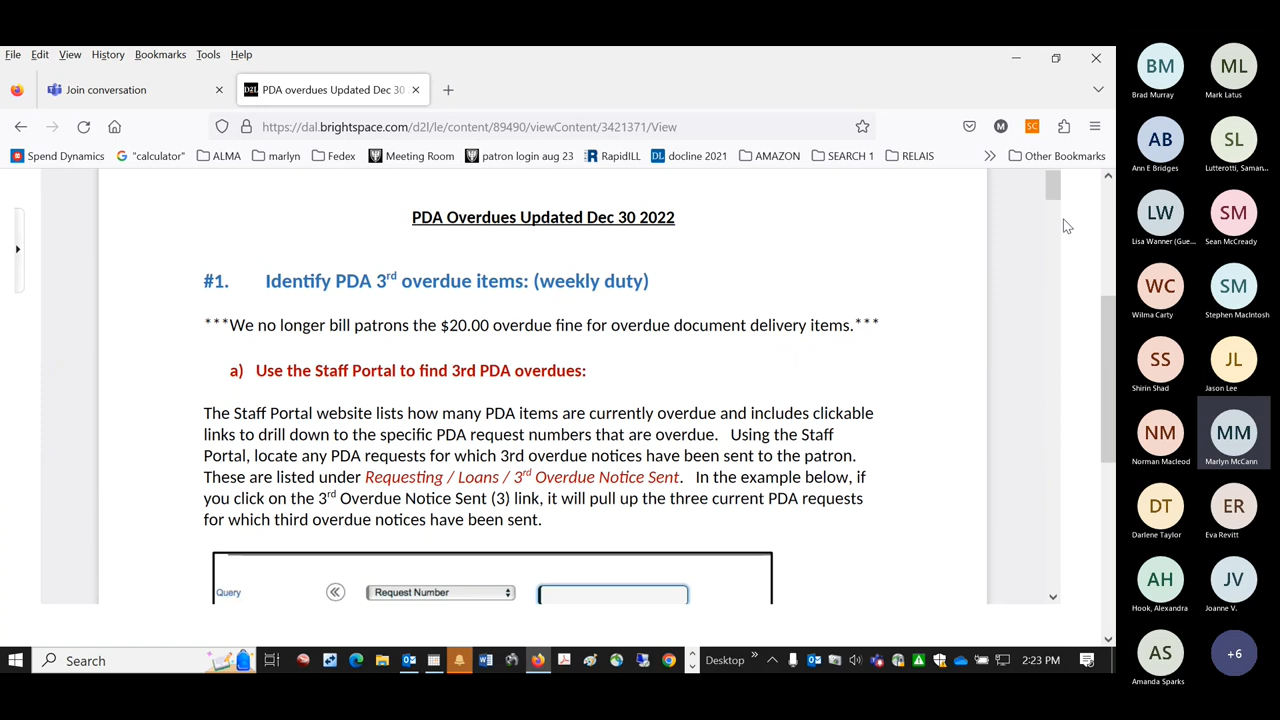 File Edit View History Bookmarks Tools Help
Join conversation
D2L PDA overdues Updated Dec 30
https://dal.brightspace.com/d2l/le/content/89490/viewContent/3421371/View
M SC
Spend Dynamics G "calculator" ALMA marlyn Fedex Meeting Room patron login aug 23 R RapidILL DL docline 2021 AMAZON SEARCH 1 RELAIS Other Bookmarks
PDA Overdues Updated Dec 30 2022
#1. Identify PDA 3rd overdue items: (weekly duty)
***We no longer bill patrons the $20.00 overdue fine for overdue document delivery items.***
a) Use the Staff Portal to find 3rd PDA overdues:
The Staff Portal website lists how many PDA items are currently overdue and includes clickable
links to drill down to the specific PDA request numbers that are overdue. Using the Staff
Portal, locate any PDA requests for which 3rd overdue notices have been sent to the patron.
These are listed under Requesting / Loans / 3rd Overdue Notice Sent. In the example below, if
you click on the 3rd Overdue Notice Sent (3) link, it will pull up the three current PDA requests
for which third overdue notices have been sent.
Query Request Number
Search
Desktop 2:23 PM
BM ML
Brad Murray Mark Latus
AB SL
Ann E Bridges Lutterotti, Saman...
LW SM
Lisa Wanner (Gue... Sean McCready
WC SM
Wilma Carty Stephen MacIntosh
SS JL
Shirin Shad Jason Lee
NM MM
Norman Macleod Marlyn McCann
DT ER
Darlene Taylor Eva Revitt
AH JV
Hook, Alexandra Joanne V.
AS +6
Amanda Sparks